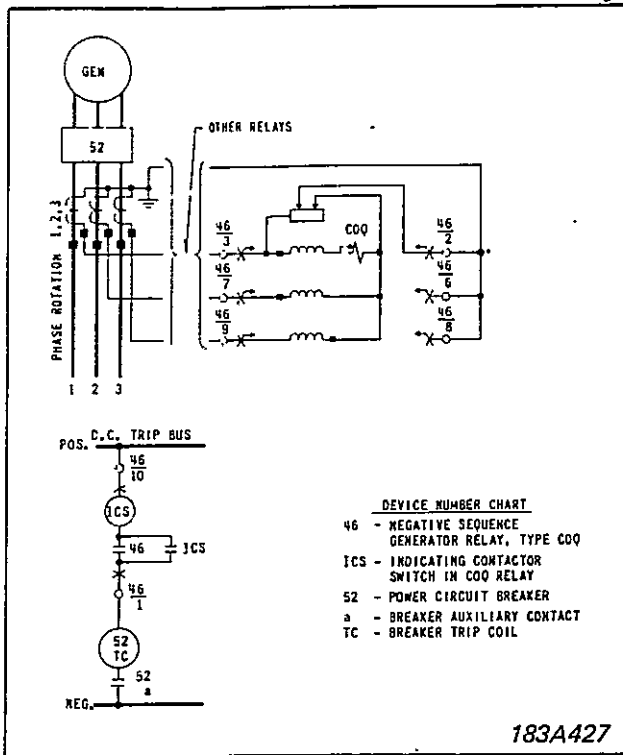 GEN
52
OTHER RELAYS
PHASE ROTATION 1,2,3
46
3
COQ
46
2
46
7
46
6
46
9
46
8
1 2 3
D.C. TRIP BUS
POS.
46
10
ICS
46
ICS
46
1
52
TC
52
a
NEG.
DEVICE NUMBER CHART
46 - NEGATIVE SEQUENCE
GENERATOR RELAY, TYPE COQ
ICS - INDICATING CONTACTOR
SWITCH IN COQ RELAY
52 - POWER CIRCUIT BREAKER
a - BREAKER AUXILIARY CONTACT
TC - BREAKER TRIP COIL
183A427